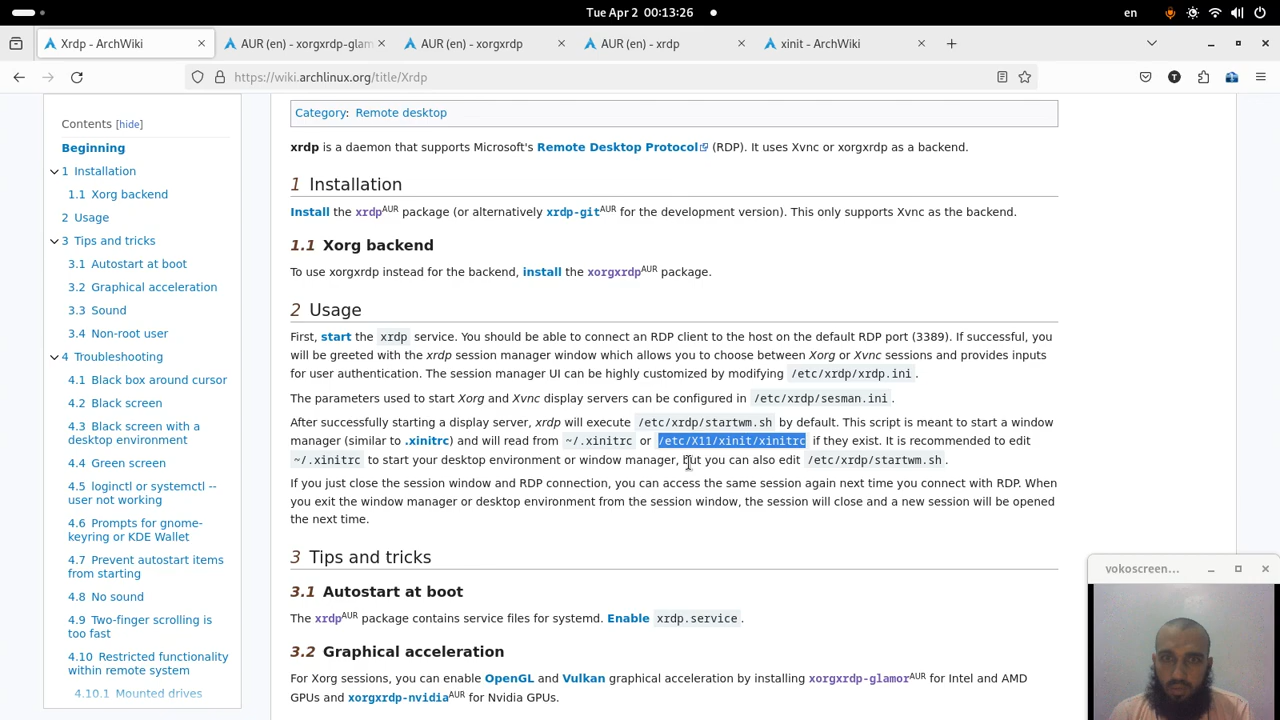 Tue Apr 2 00:13:26
en
Xrdp - ArchWiki
AUR (en) - xorgxrdp-glam
AUR (en) - xorgxrdp
AUR (en) - xrdp
xinit - ArchWiki
https://wiki.archlinux.org/title/Xrdp
Contents [hide]
Beginning
1 Installation
1.1 Xorg backend
2 Usage
3 Tips and tricks
3.1 Autostart at boot
3.2 Graphical acceleration
3.3 Sound
3.4 Non-root user
4 Troubleshooting
4.1 Black box around cursor
4.2 Black screen
4.3 Black screen with a
desktop environment
4.4 Green screen
4.5 loginctl or systemctl --
user not working
4.6 Prompts for gnome-
keyring or KDE Wallet
4.7 Prevent autostart items
from starting
4.8 No sound
4.9 Two-finger scrolling is
too fast
4.10 Restricted functionality
within remote system
4.10.1 Mounted drives
Category: Remote desktop
xrdp is a daemon that supports Microsoft's Remote Desktop Protocol (RDP). It uses Xvnc or xorgxrdp as a backend.
1 Installation
Install the xrdpAUR package (or alternatively xrdp-gitAUR for the development version). This only supports Xvnc as the backend.
1.1 Xorg backend
To use xorgxrdp instead for the backend, install the xorgxrdpAUR package.
2 Usage
First, start the xrdp service. You should be able to connect an RDP client to the host on the default RDP port (3389). If successful, you
will be greeted with the xrdp session manager window which allows you to choose between Xorg or Xvnc sessions and provides inputs
for user authentication. The session manager UI can be highly customized by modifying /etc/xrdp/xrdp.ini.
The parameters used to start Xorg and Xvnc display servers can be configured in /etc/xrdp/sesman.ini.
After successfully starting a display server, xrdp will execute /etc/xrdp/startwm.sh by default. This script is meant to start a window
manager (similar to .xinitrc) and will read from ~/.xinitrc or /etc/X11/xinit/xinitrc if they exist. It is recommended to edit
~/.xinitrc to start your desktop environment or window manager, but you can also edit /etc/xrdp/startwm.sh.
If you just close the session window and RDP connection, you can access the same session again next time you connect with RDP. When
you exit the window manager or desktop environment from the session window, the session will close and a new session will be opened
the next time.
3 Tips and tricks
3.1 Autostart at boot
The xrdpAUR package contains service files for systemd. Enable xrdp.service.
3.2 Graphical acceleration
For Xorg sessions, you can enable OpenGL and Vulkan graphical acceleration by installing xorgxrdp-glamorAUR for Intel and AMD
GPUs and xorgxrdp-nvidiaAUR for Nvidia GPUs.
vokoscreen...